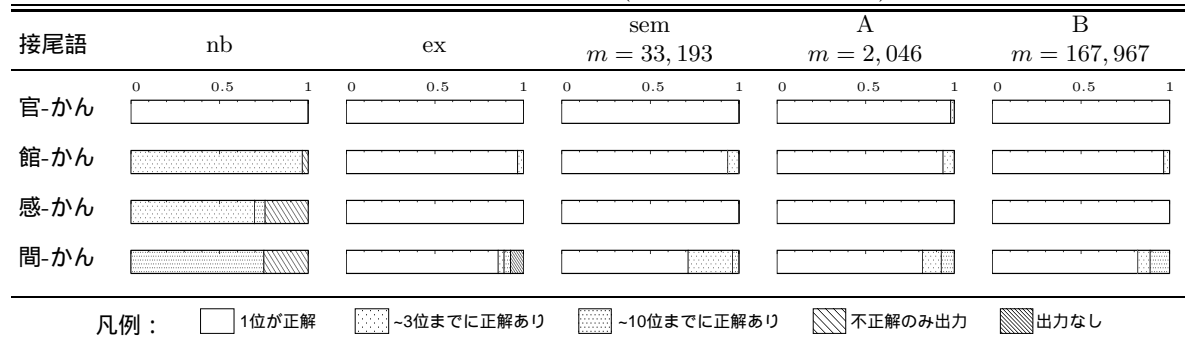 接尾語 nb ex sem A B
m = 33,193 m = 2,046 m = 167,967
0 0.5 1 0 0.5 1 0 0.5 1 0 0.5 1 0 0.5 1
官-かん
館-かん
感-かん
間-かん
凡例： 1位が正解 ~3位までに正解あり ~10位までに正解あり 不正解のみ出力 出力なし